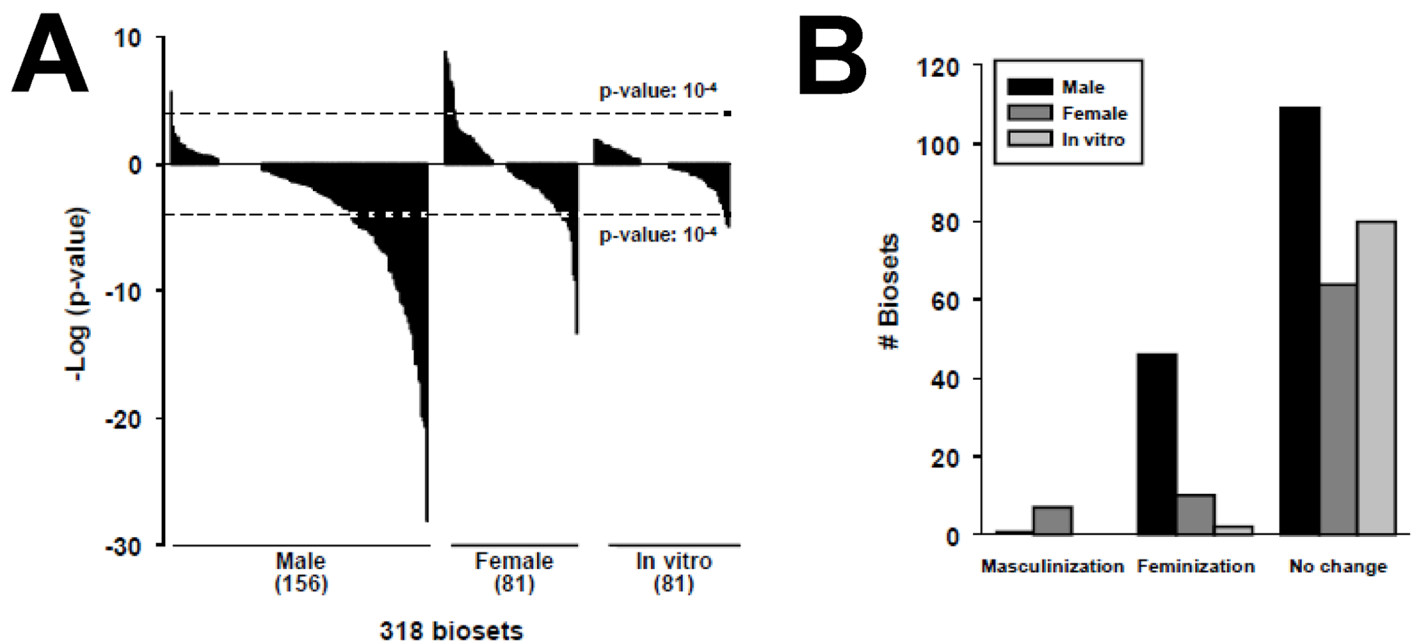 A
10
0
-10
-20
-30
-Log (p-value)
p-value: 10⁻⁴
p-value: 10⁻⁴
Male
(156)
Female
(81)
In vitro
(81)
318 biosets
B
120
100
80
60
40
20
0
# Biosets
Male
Female
In vitro
Masculinization
Feminization
No change